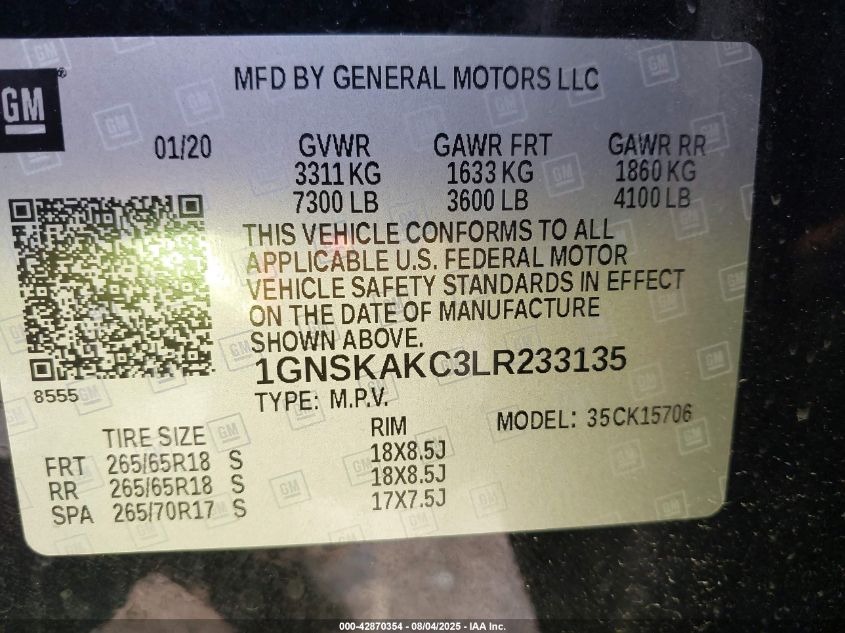 GM
MFD BY GENERAL MOTORS LLC
01/20 GVWR GAWR FRT GAWR RR
3311 KG 1633 KG 1860 KG
7300 LB 3600 LB 4100 LB
THIS VEHICLE CONFORMS TO ALL
APPLICABLE U.S. FEDERAL MOTOR
VEHICLE SAFETY STANDARDS IN EFFECT
ON THE DATE OF MANUFACTURE
SHOWN ABOVE.
1GNSKAKC3LR233135
8555
TYPE: M.P.V. MODEL: 35CK15706
TIRE SIZE RIM
FRT 265/65R18 S 18X8.5J
RR 265/65R18 S 18X8.5J
SPA 265/70R17 S 17X7.5J
000-42870354 - 08/04/2025 - IAA Inc.